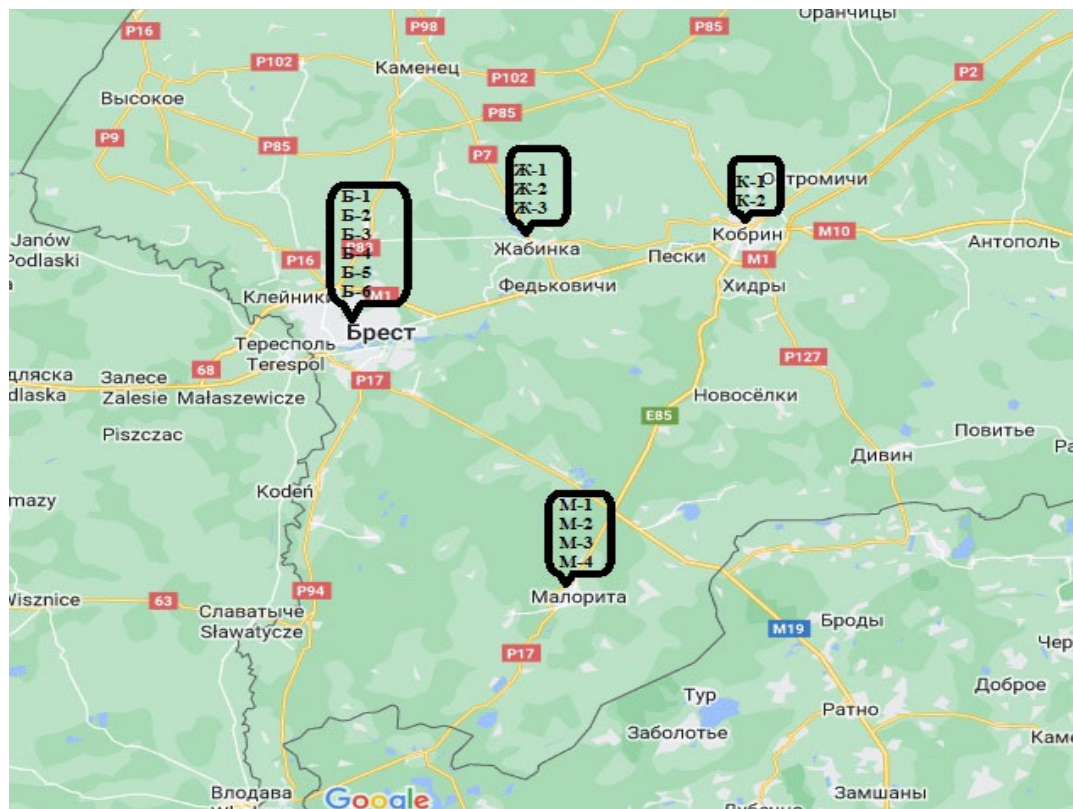 Оранчицы
P16
P98
P85
P102
Каменец
P102
P2
Высокое
P85
P9
P85
P7
Ж-1
Ж-2
Ж-3
К-1
К-2
Остромичи
Б-1
Б-2
Б-3
Б-4
Б-5
Б-6
P83
M1
Janów
Podlaski
P16
Жабинка
Кобрин
M10
Антополь
Пески
M1
Клейники
Федьковичи
Хидры
Брест
Тересполь
Terespol
P127
68
Залесе
Zalesie
Małaszewicze
P17
Новосёлки
E85
Повитье
Piszczac
Дивин
Kodeń
М-1
М-2
М-3
М-4
Малорита
P94
63
Славатыче
Sławatycze
M19
Броды
P17
Тур
Доброе
Ратно
Заболотье
Влодава
Google
Замшаны